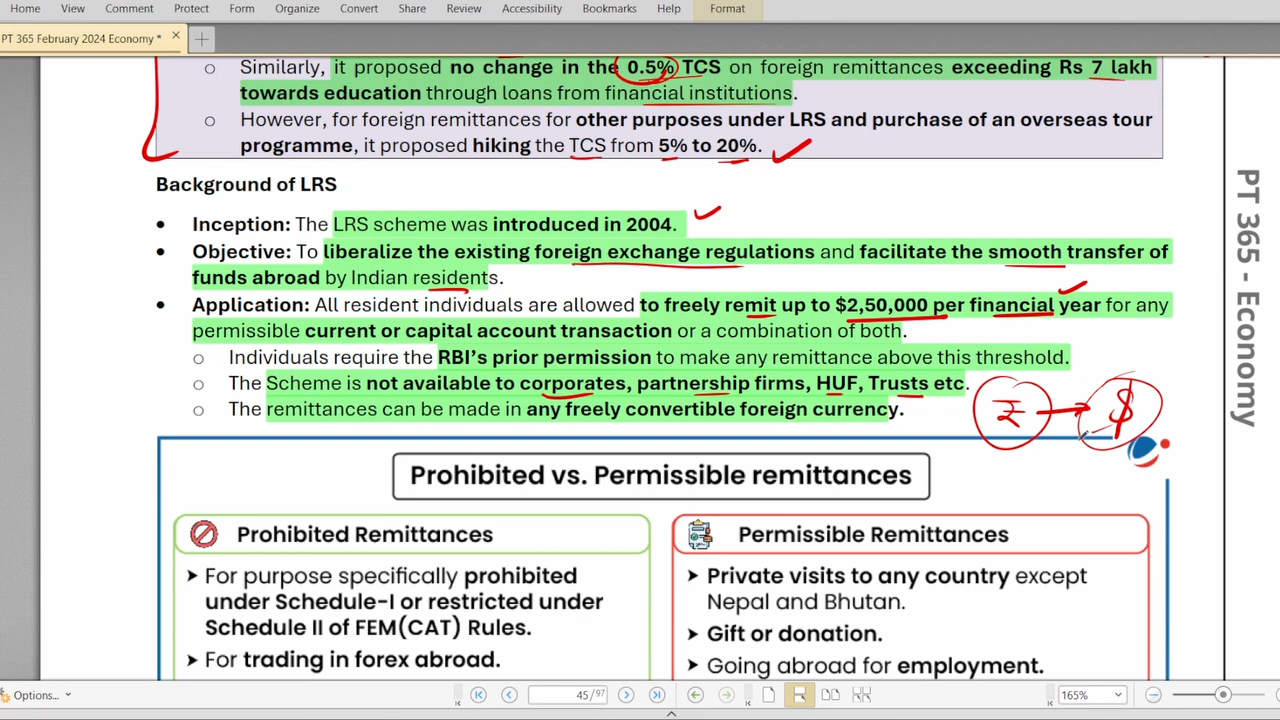 Home View Comment Protect Form Organize Convert Share Review Accessibility Bookmarks Help Format
PT 365 February 2024 Economy *
○ Similarly, it proposed no change in the 0.5% TCS on foreign remittances exceeding Rs 7 lakh
towards education through loans from financial institutions.
○ However, for foreign remittances for other purposes under LRS and purchase of an overseas tour
programme, it proposed hiking the TCS from 5% to 20%.
Background of LRS
• Inception: The LRS scheme was introduced in 2004.
• Objective: To liberalize the existing foreign exchange regulations and facilitate the smooth transfer of
funds abroad by Indian residents.
• Application: All resident individuals are allowed to freely remit up to $2,50,000 per financial year for any
permissible current or capital account transaction or a combination of both.
○ Individuals require the RBI's prior permission to make any remittance above this threshold.
○ The Scheme is not available to corporates, partnership firms, HUF, Trusts etc.
○ The remittances can be made in any freely convertible foreign currency.
₹ → $
Prohibited vs. Permissible remittances
Prohibited Remittances
➤ For purpose specifically prohibited
under Schedule-I or restricted under
Schedule II of FEM(CAT) Rules.
➤ For trading in forex abroad.
Permissible Remittances
➤ Private visits to any country except
Nepal and Bhutan.
➤ Gift or donation.
➤ Going abroad for employment.
PT 365 - Economy
Options...
45/97
165%